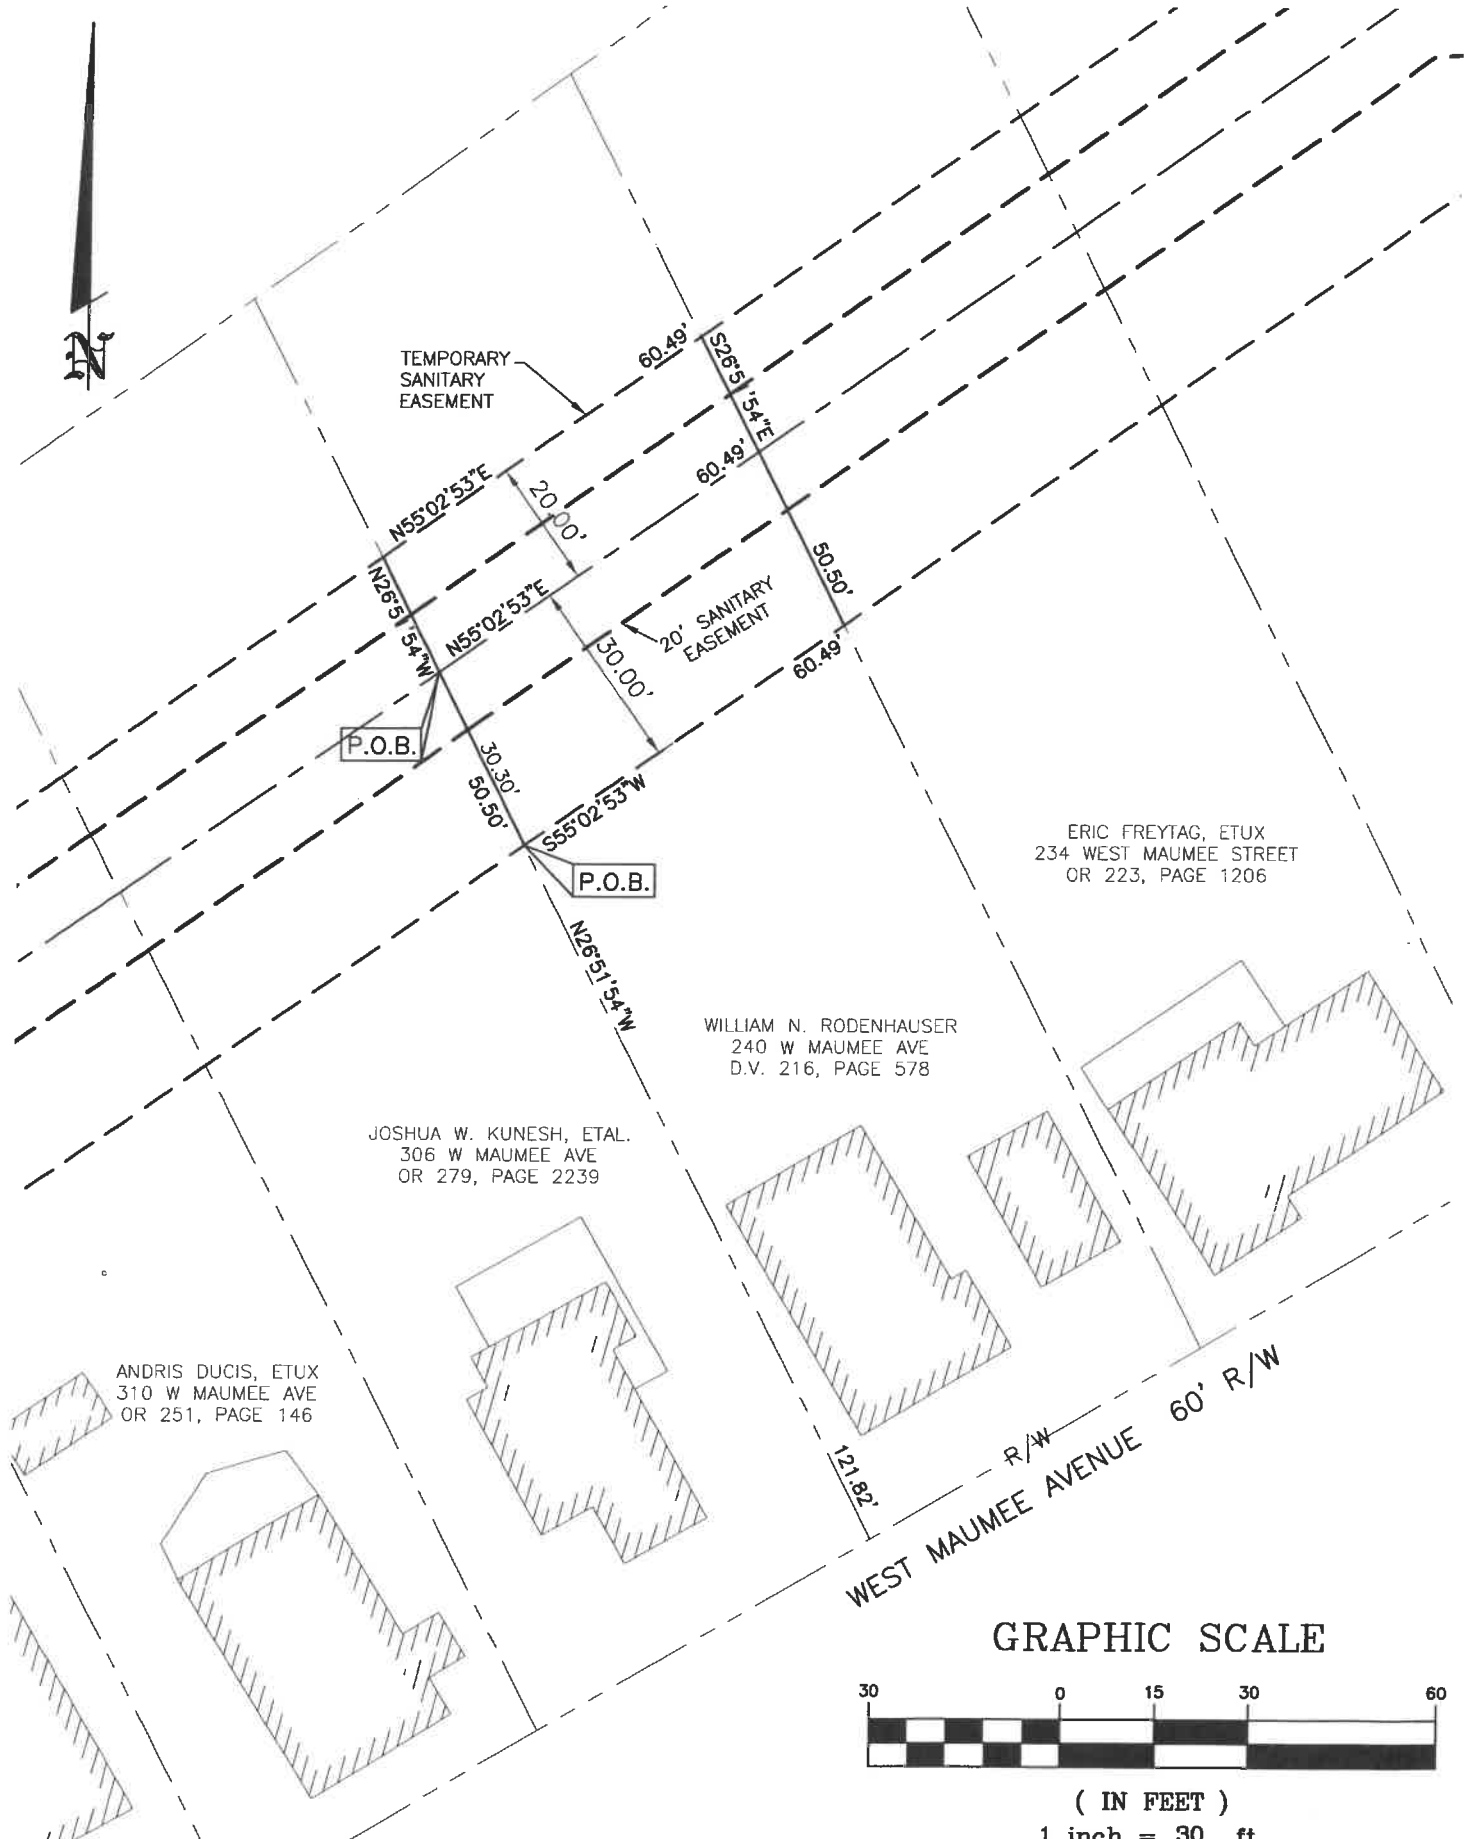 N
TEMPORARY
SANITARY
EASEMENT
60.49'
S26°51'54"E
60.49'
N55°02'53"E
20.00'
N26°51'54"W
N55°02'53"E
50.50'
20' SANITARY
EASEMENT
30.00'
60.49'
P.O.B.
30.30'
50.50'
S55°02'53"W
P.O.B.
ERIC FREYTAG, ETUX
234 WEST MAUMEE STREET
OR 223, PAGE 1206
N26°51'54"W
WILLIAM N. RODENHAUSER
240 W MAUMEE AVE
D.V. 216, PAGE 578
JOSHUA W. KUNESH, ETAL.
306 W MAUMEE AVE
OR 279, PAGE 2239
ANDRIS DUCIS, ETUX
310 W MAUMEE AVE
OR 251, PAGE 146
121.82'
R/W
WEST MAUMEE AVENUE 60' R/W
GRAPHIC SCALE
30 0 15 30 60
( IN FEET )
1 inch = 30 ft.